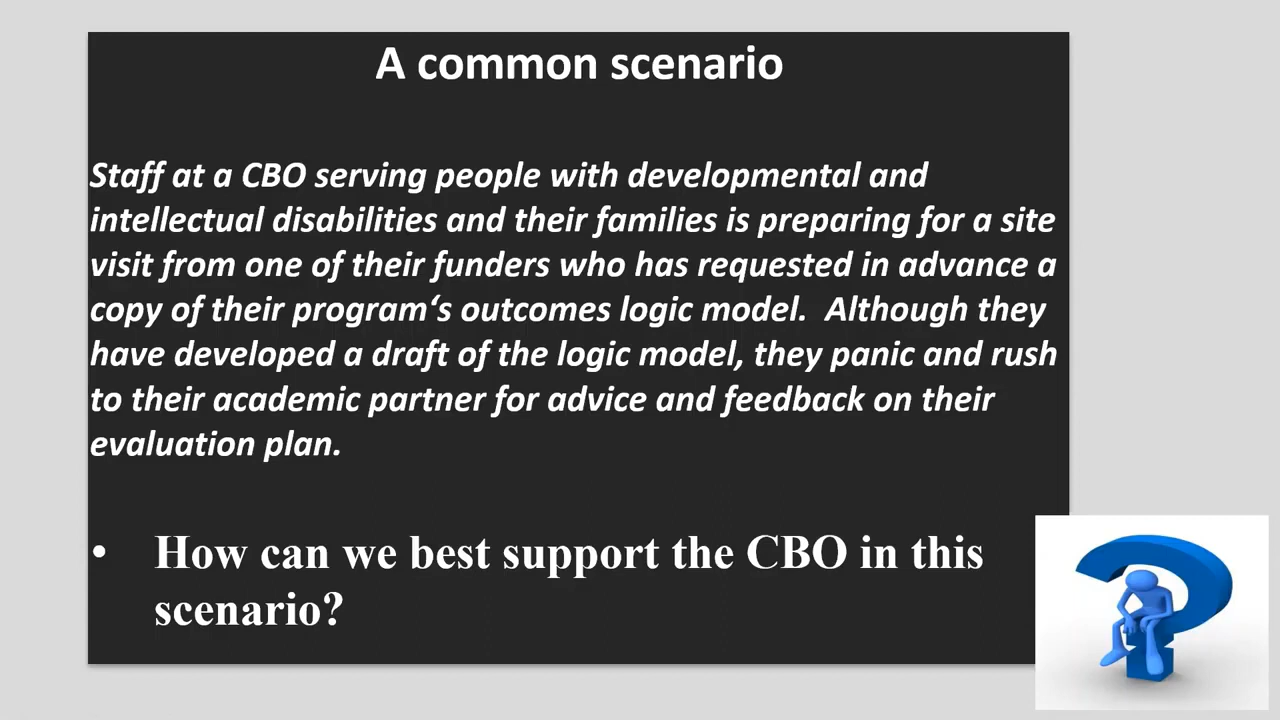 A common scenario
Staff at a CBO serving people with developmental and
intellectual disabilities and their families is preparing for a site
visit from one of their funders who has requested in advance a
copy of their program‘s outcomes logic model.  Although they
have developed a draft of the logic model, they panic and rush
to their academic partner for advice and feedback on their
evaluation plan.
• How can we best support the CBO in this
scenario?